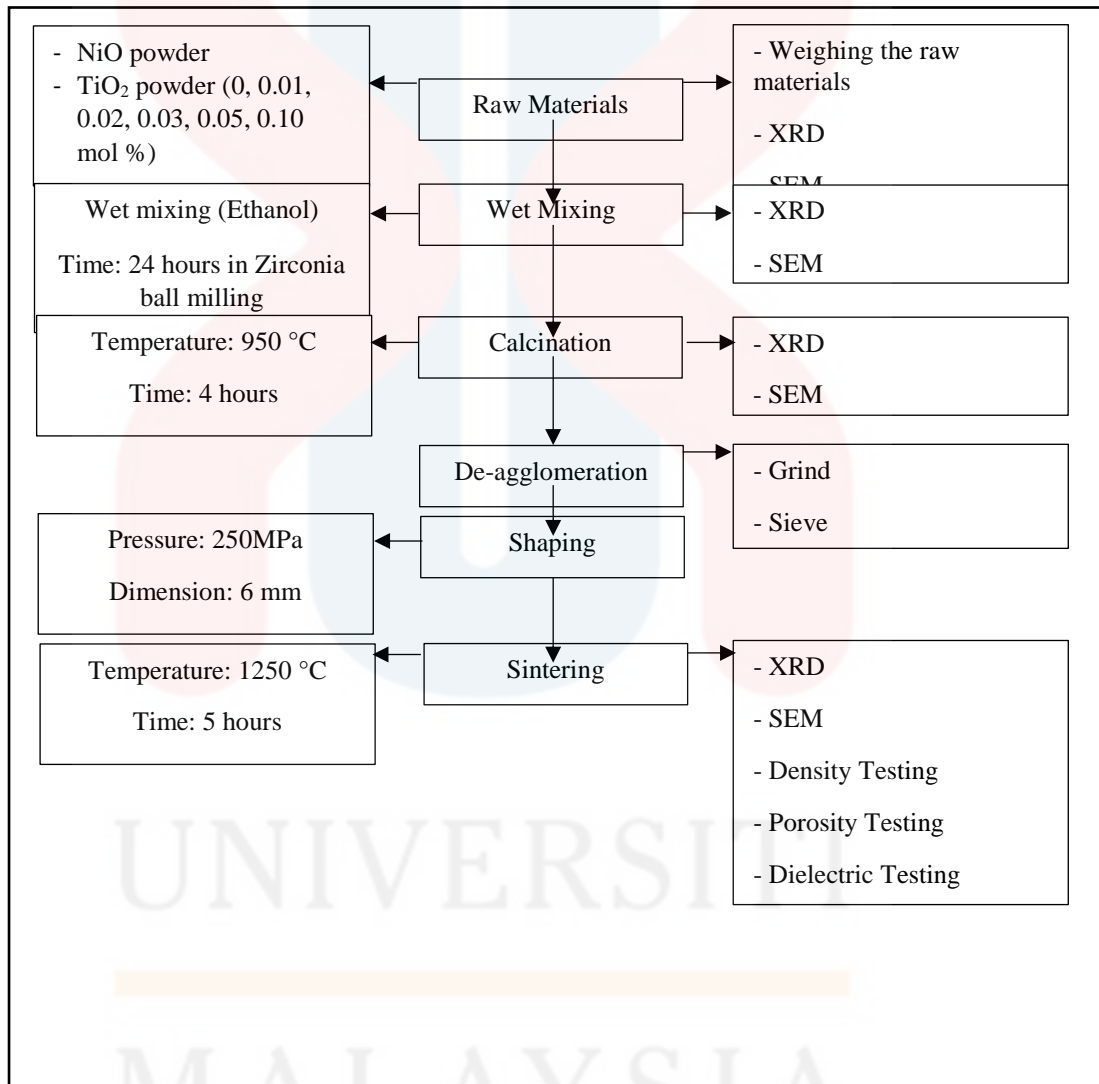 - NiO powder
- TiO₂ powder (0, 0.01,
0.02, 0.03, 0.05, 0.10
mol %)
Raw Materials
- Weighing the raw
materials
- XRD
- SEM
Wet mixing (Ethanol)
Time: 24 hours in Zirconia
ball milling
Wet Mixing
- XRD
- SEM
Temperature: 950 °C
Time: 4 hours
Calcination
- XRD
- SEM
De-agglomeration
- Grind
- Sieve
Pressure: 250MPa
Dimension: 6 mm
Shaping
Temperature: 1250 °C
Time: 5 hours
Sintering
- XRD
- SEM
- Density Testing
- Porosity Testing
- Dielectric Testing
UNIVERSITI
MALAYSIA